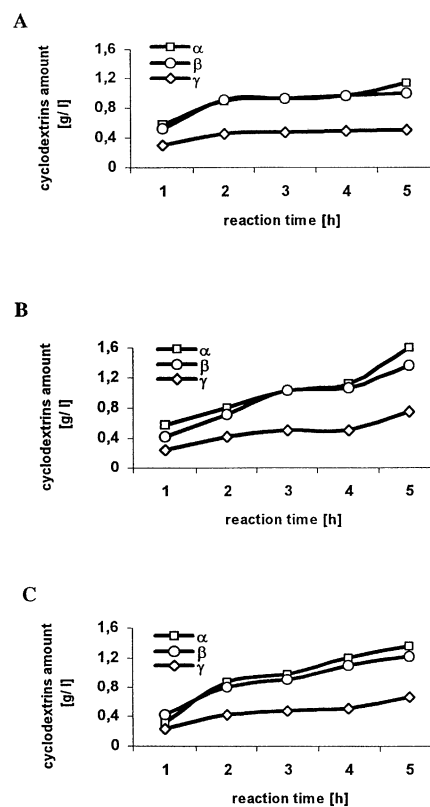 A
cyclodextrins amount
[g/ l]
1,6
1,2
0,8
0,4
0
α
β
γ
1 2 3 4 5
reaction time [h]
B
cyclodextrins amount
[g/ l]
1,6
1,2
0,8
0,4
0
α
β
γ
1 2 3 4 5
reaction time [h]
C
cyclodextrins amount
[g/ l]
1,6
1,2
0,8
0,4
0
α
β
γ
1 2 3 4 5
reaction time [h]